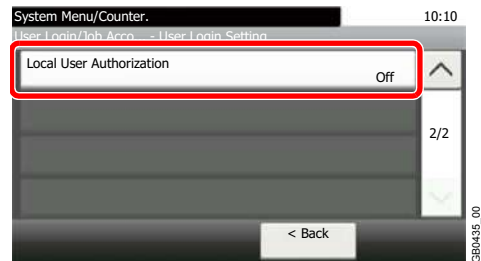 System Menu/Counter.
10:10
User Login/Job Acco... - User Login Setting
Local User Authorization
Off
2/2
< Back
GB0435_00